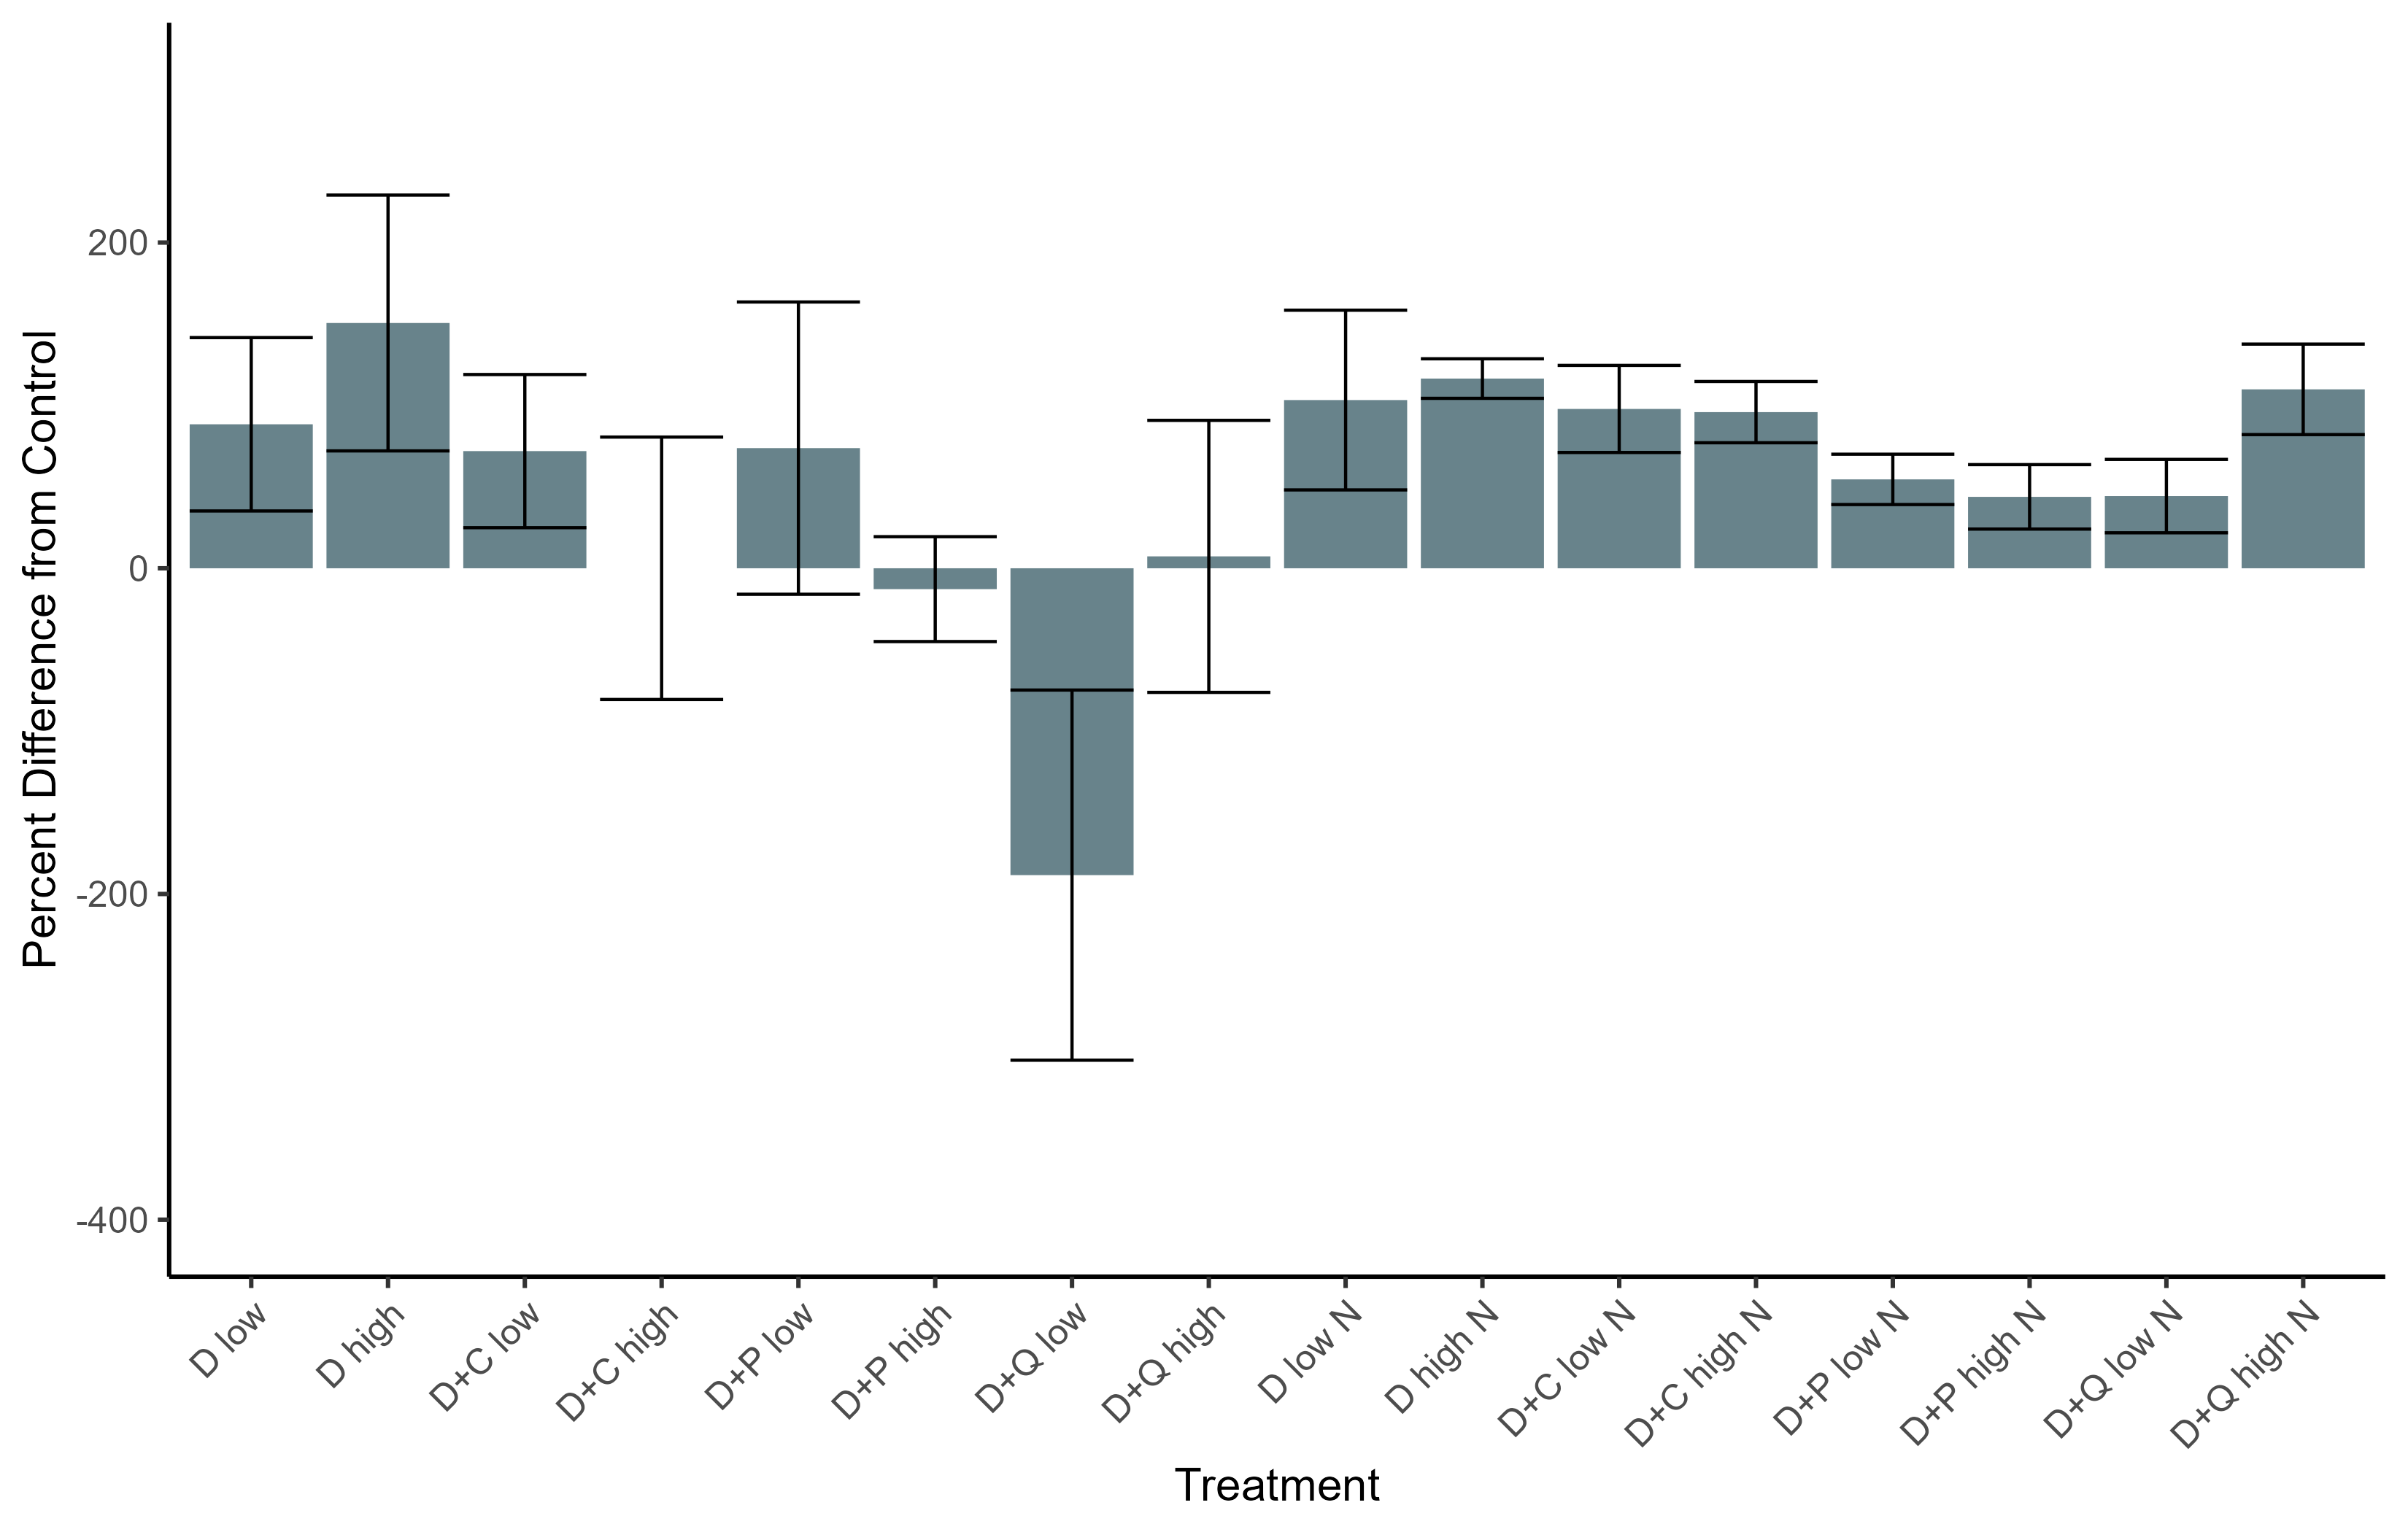 Percent Difference from Control
200
0
-200
-400
D low
D high
D+C low
D+C high
D+P low
D+P high
D+Q low
D+Q high
D low N
D high N
D+C low N
D+C high N
D+P low N
D+P high N
D+Q low N
D+Q high N
Treatment